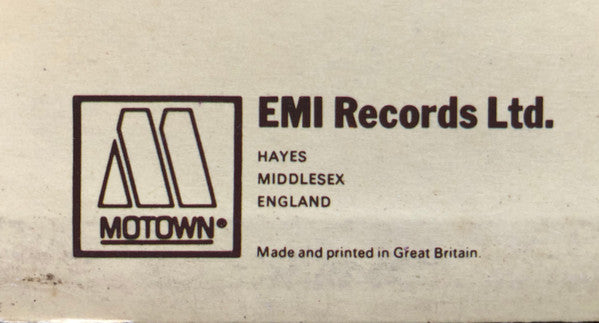 MOTOWN®
EMI Records Ltd.
HAYES
MIDDLESEX
ENGLAND
Made and printed in Great Britain.